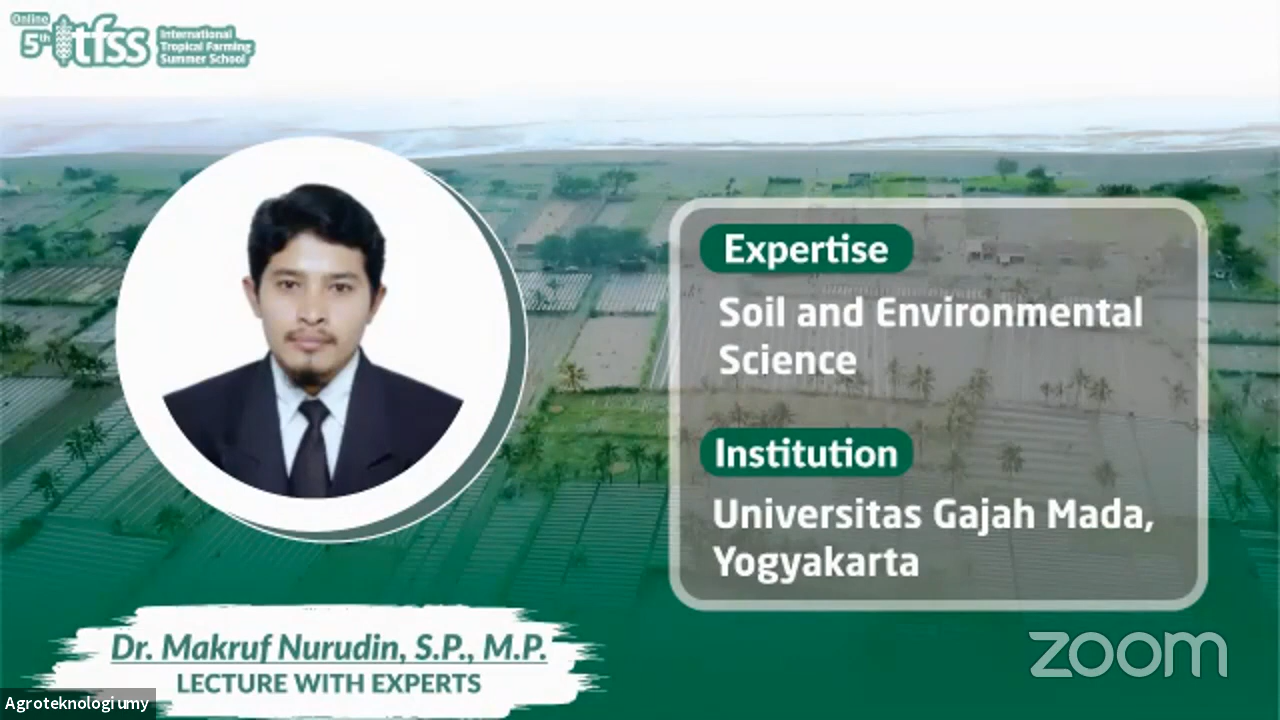 Online
5th itfss
International
Tropical Farming
Summer School
Expertise
Soil and Environmental
Science
Institution
Universitas Gajah Mada,
Yogyakarta
Dr. Makruf Nurudin, S.P., M.P.
LECTURE WITH EXPERTS
zoom
Agroteknologi umy